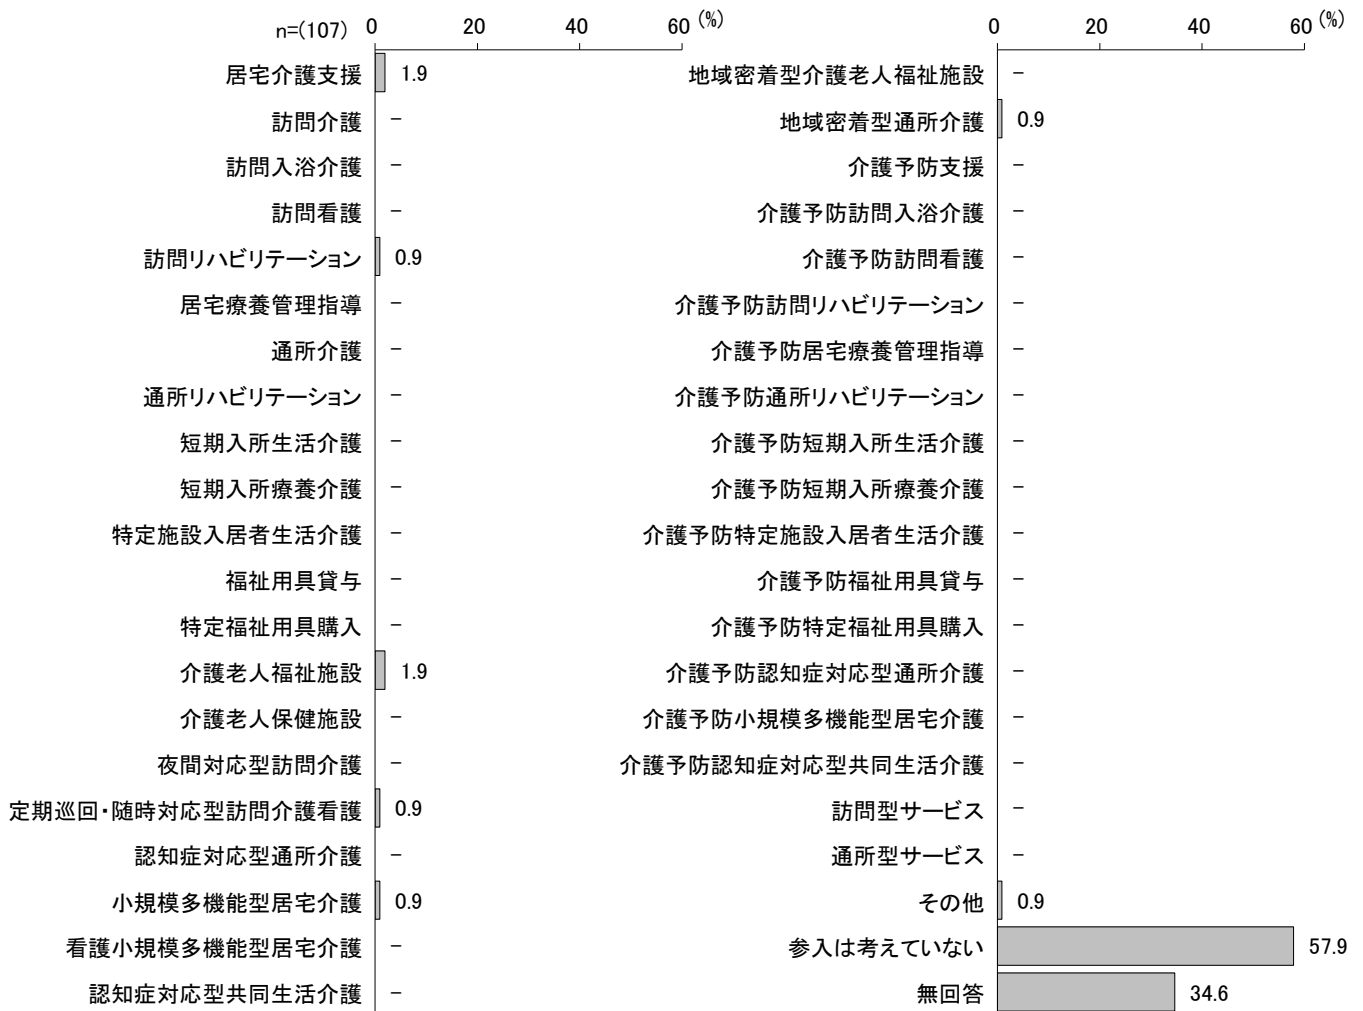 n=(107) 0 20 40 60 (%)
居宅介護支援 1.9
訪問介護 －
訪問入浴介護 －
訪問看護 －
訪問リハビリテーション 0.9
居宅療養管理指導 －
通所介護 －
通所リハビリテーション －
短期入所生活介護 －
短期入所療養介護 －
特定施設入居者生活介護 －
福祉用具貸与 －
特定福祉用具購入 －
介護老人福祉施設 1.9
介護老人保健施設 －
夜間対応型訪問介護 －
定期巡回・随時対応型訪問介護看護 0.9
認知症対応型通所介護 －
小規模多機能型居宅介護 0.9
看護小規模多機能型居宅介護 －
認知症対応型共同生活介護 －
0 20 40 60 (%)
地域密着型介護老人福祉施設 －
地域密着型通所介護 0.9
介護予防支援 －
介護予防訪問入浴介護 －
介護予防訪問看護 －
介護予防訪問リハビリテーション －
介護予防居宅療養管理指導 －
介護予防通所リハビリテーション －
介護予防短期入所生活介護 －
介護予防短期入所療養介護 －
介護予防特定施設入居者生活介護 －
介護予防福祉用具貸与 －
介護予防特定福祉用具購入 －
介護予防認知症対応型通所介護 －
介護予防小規模多機能型居宅介護 －
介護予防認知症対応型共同生活介護 －
訪問型サービス －
通所型サービス －
その他 0.9
参入は考えていない 57.9
無回答 34.6